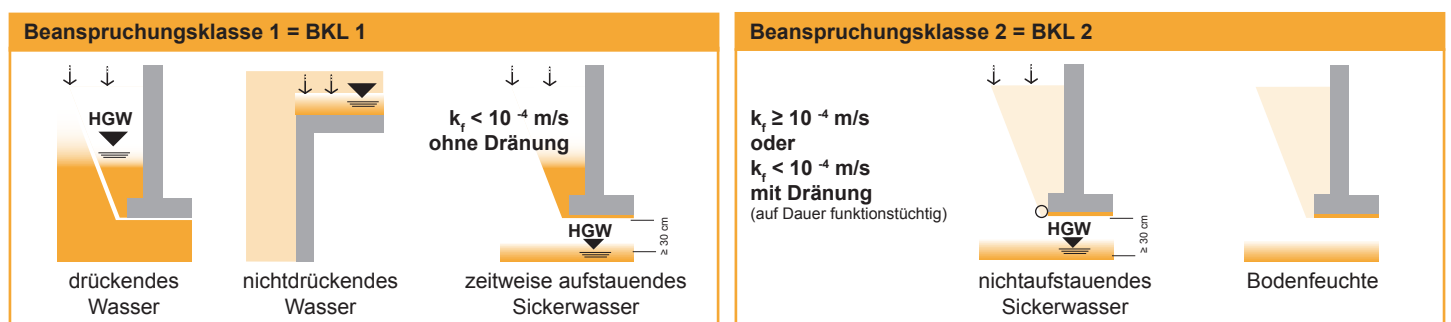 Beanspruchungsklasse 1 = BKL 1
HGW
drückendes
Wasser
nichtdrückendes
Wasser
k_f < 10 ⁻⁴ m/s
ohne Dränung
HGW
≥ 30 cm
zeitweise aufstauendes
Sickerwasser
Beanspruchungsklasse 2 = BKL 2
k_f ≥ 10 ⁻⁴ m/s
oder
k_f < 10 ⁻⁴ m/s
mit Dränung
(auf Dauer funktionstüchtig)
HGW
≥ 30 cm
nichtaufstauendes
Sickerwasser
Bodenfeuchte